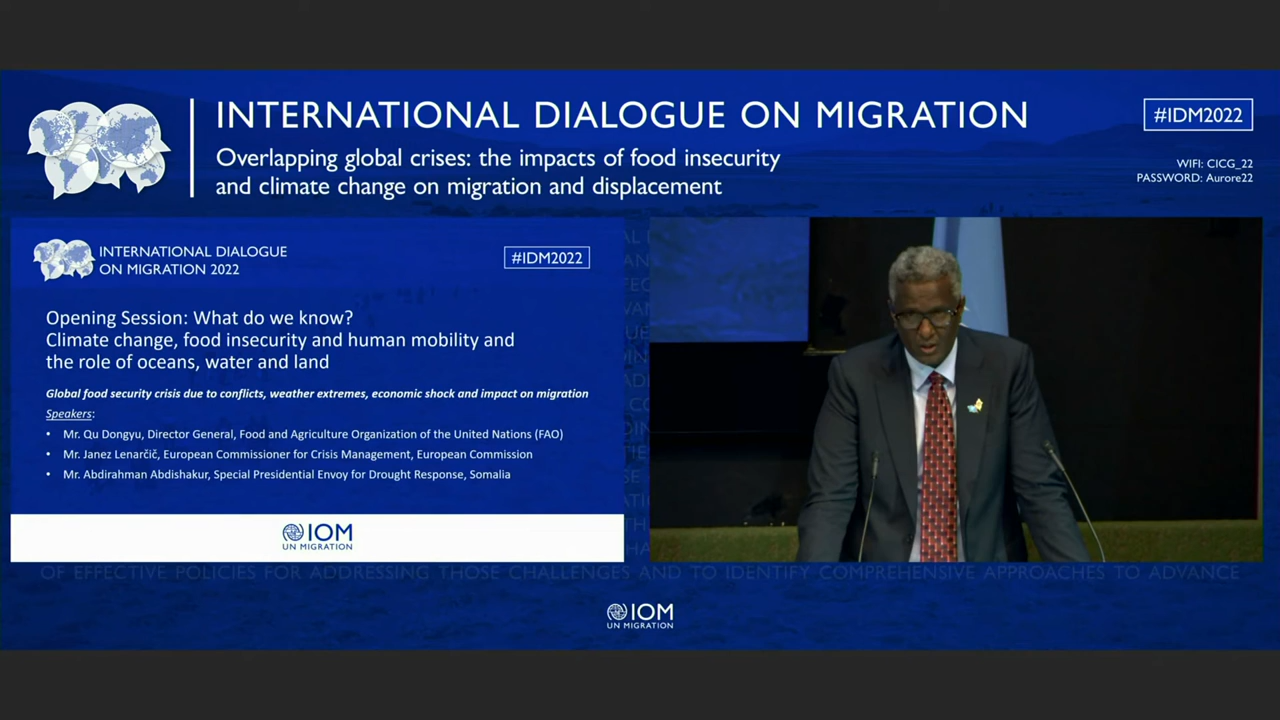 INTERNATIONAL DIALOGUE ON MIGRATION
Overlapping global crises: the impacts of food insecurity
and climate change on migration and displacement
#IDM2022
WIFI: CICG_22
PASSWORD: Aurore22
INTERNATIONAL DIALOGUE
ON MIGRATION 2022
#IDM2022
Opening Session: What do we know?
Climate change, food insecurity and human mobility and
the role of oceans, water and land
Global food security crisis due to conflicts, weather extremes, economic shock and impact on migration
Speakers:
• Mr. Qu Dongyu, Director General, Food and Agriculture Organization of the United Nations (FAO)
• Mr. Janez Lenarčič, European Commissioner for Crisis Management, European Commission
• Mr. Abdirahman Abdishakur, Special Presidential Envoy for Drought Response, Somalia
IOM
UN MIGRATION
OF EFFECTIVE POLICIES FOR ADDRESSING THOSE CHALLENGES AND TO IDENTIFY COMPREHENSIVE APPROACHES TO ADVANCE
IOM
UN MIGRATION